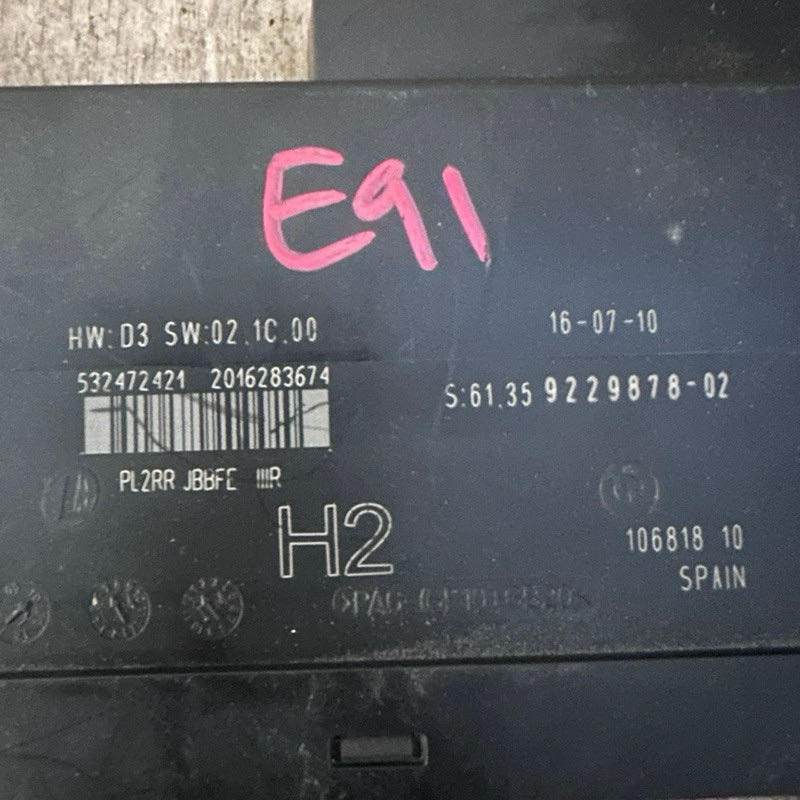 E91
HW:D3 SW:02.1C.00
16-07-10
532472421 2016283674
S:61.35 9229878-02
PL2RR JBBFE IIIR
H2
106818 10
SPAIN